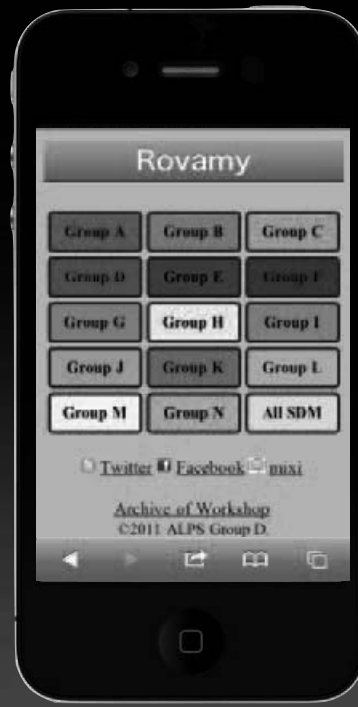 Rovamy
Group A Group B Group C
Group D Group E Group F
Group G Group H Group I
Group J Group K Group L
Group M Group N All SDM
Twitter Facebook mixi
Archive of Workshop
©2011 ALPS Group D.